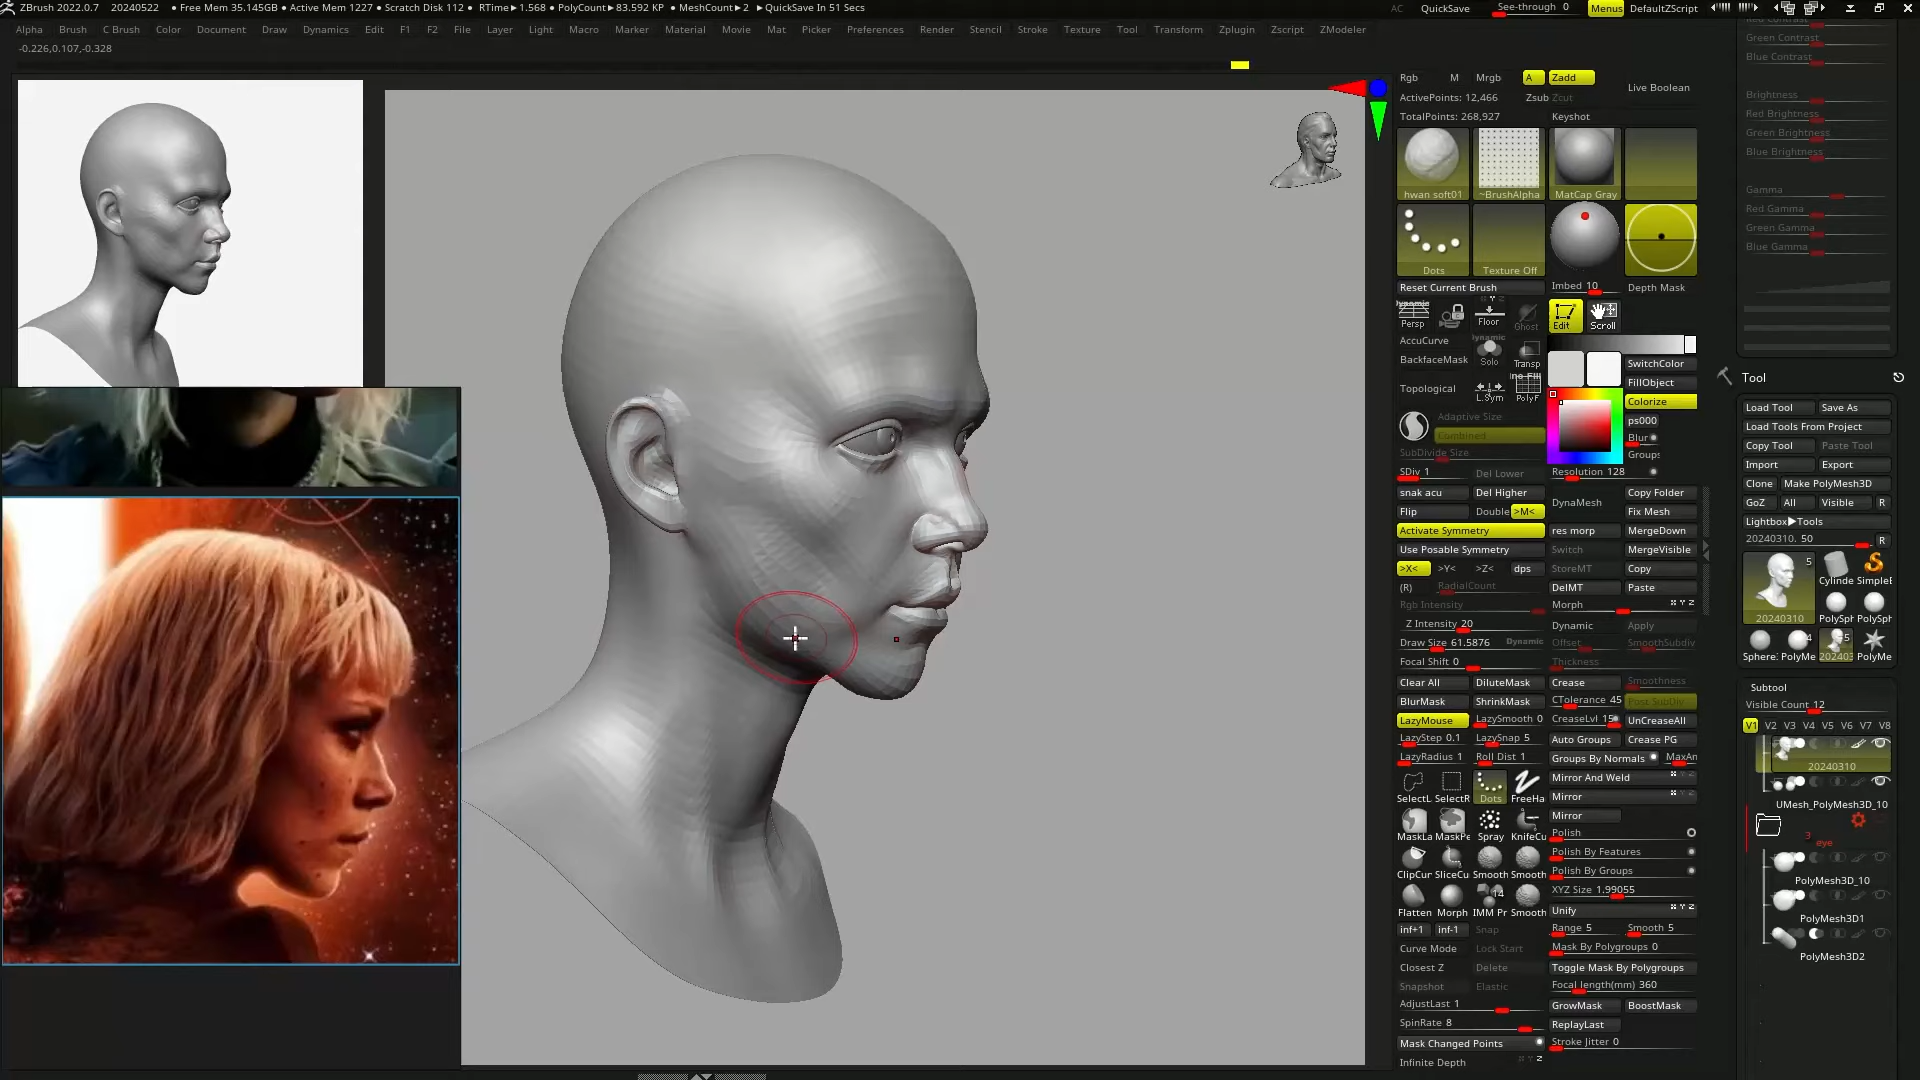 ZBrush 2022.0.7 20240522 • Free Mem 35.145GB • Active Mem 1227 • Scratch Disk 112 • RTime►1.568 • PolyCount►83.592 KP • MeshCount►2 ►QuickSave In 51 Secs AC QuickSave See-through 0 Menus DefaultZScript
Alpha Brush C Brush Color Document Draw Dynamics Edit F1 F2 File Layer Light Macro Marker Material Movie Mat Picker Preferences Render Stencil Stroke Texture Tool Transform Zplugin Zscript ZModeler
-0.226,0.107,-0.328
Rgb M Mrgb A Zadd
ActivePoints: 12,466 Zsub Zcut Live Boolean
TotalPoints: 268,927 Keyshot
hwan soft01 ~BrushAlpha MatCap Gray
Dots Texture Off
Reset Current Brush Imbed 10 Depth Mask
Dynamic
Persp Floor Ghost Edit Scroll
AccuCurve Dynamic
BackfaceMask Solo Transp SwitchColor
Topological L.Sym PolyF FillObject
Colorize
Adaptive Size ps000
Combined Blur
SubDivide Size Groups
SDiv 1 Del Lower Resolution 128
snak acu Del Higher DynaMesh Copy Folder
Flip Double >M< Fix Mesh
Activate Symmetry res morp MergeDown
Use Posable Symmetry Switch MergeVisible
>X< >Y< >Z< dps StoreMT Copy
(R) RadialCount DelMT Paste
Rgb Intensity Morph X Y Z
Z Intensity 20 Dynamic Apply
Draw Size 61.5876 Dynamic Offset SmoothSubdiv
Focal Shift 0 Thickness
Clear All DiluteMask Crease Smoothness
BlurMask ShrinkMask CTolerance 45 Post SubDiv
LazyMouse LazySmooth 0 CreaseLvl 15 UnCreaseAll
LazyStep 0.1 LazySnap 5 Auto Groups Crease PG
LazyRadius 1 Roll Dist 1 Groups By Normals MaxAn
SelectL SelectR Dots FreeHa Mirror And Weld
Mirror
MaskLa MaskPe Spray KnifeCu Mirror
Polish
ClipCur SliceCu Smooth Smooth Polish By Features
Polish By Groups
14
Flatten Morph IMM Pr Smooth XYZ Size 1.99055
Unify X Y Z
inf+1 inf-1 Snap Range 5 Smooth 5
Curve Mode Lock Start Mask By Polygroups 0
Closest Z Delete Toggle Mask By Polygroups
Snapshot Elastic Focal length(mm) 360
AdjustLast 1 GrowMask BoostMask
SpinRate 8 ReplayLast
Mask Changed Points Stroke Jitter 0
Infinite Depth X Y Z
Red Contrast
Green Contrast
Blue Contrast
Brightness
Red Brightness
Green Brightness
Blue Brightness
Gamma
Red Gamma
Green Gamma
Blue Gamma
Tool
Load Tool Save As
Load Tools From Project
Copy Tool Paste Tool
Import Export
Clone Make PolyMesh3D
GoZ All Visible R
Lightbox►Tools
20240310. 50 R
5
Cylinde SimpleE
20240310 PolySph PolySph
4 5
Sphere: PolyMe 20240 PolyMe
Subtool
Visible Count 12
V1 V2 V3 V4 V5 V6 V7 V8
20240310
UMesh_PolyMesh3D_10
3
eye
PolyMesh3D_10
PolyMesh3D1
PolyMesh3D2